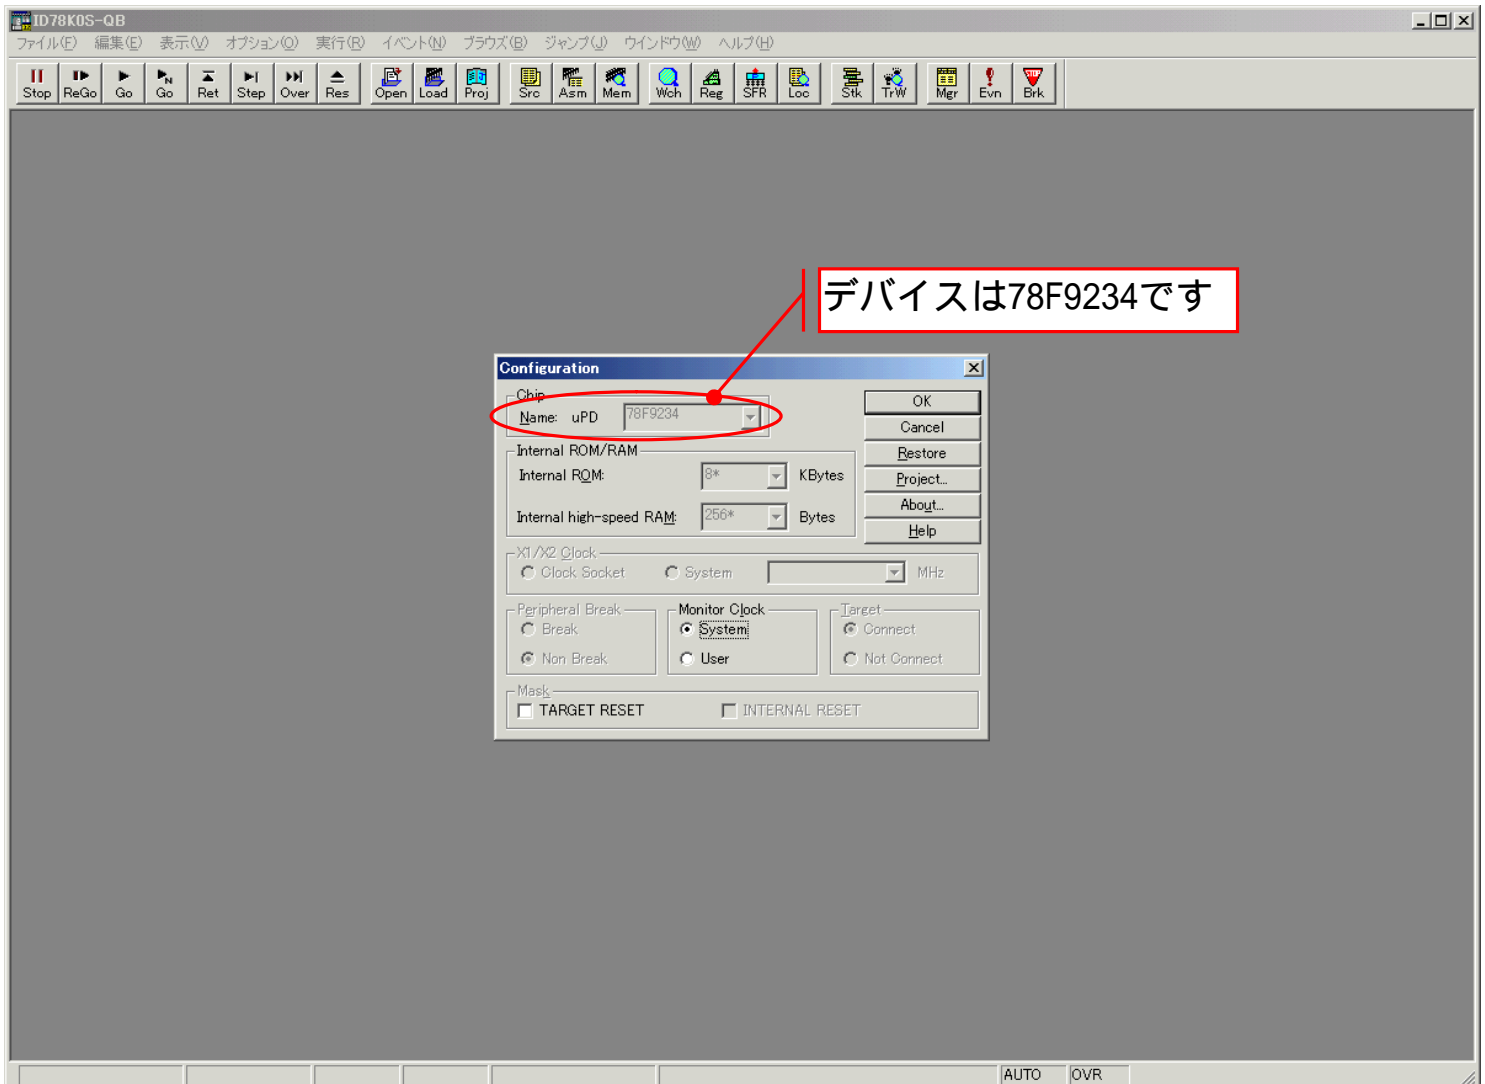 ID78K0S-QB
ファイル(F) 編集(E) 表示(V) オプション(O) 実行(R) イベント(N) ブラウズ(B) ジャンプ(J) ウインドウ(W) ヘルプ(H)
Stop ReGo Go Go Ret Step Over Res Open Load Proj Src Asm Mem Wch Reg SFR Loc Stk TrW Mgr Evn Brk
デバイスは78F9234です
Configuration
Chip
Name: uPD 78F9234
OK
Cancel
Restore
Project...
About...
Help
Internal ROM/RAM
Internal ROM: 8* KBytes
Internal high-speed RAM: 256* Bytes
X1/X2 Clock
Clock Socket System MHz
Peripheral Break
Break
Non Break
Monitor Clock
System
User
Target
Connect
Not Connect
Mask
TARGET RESET INTERNAL RESET
AUTO OVR